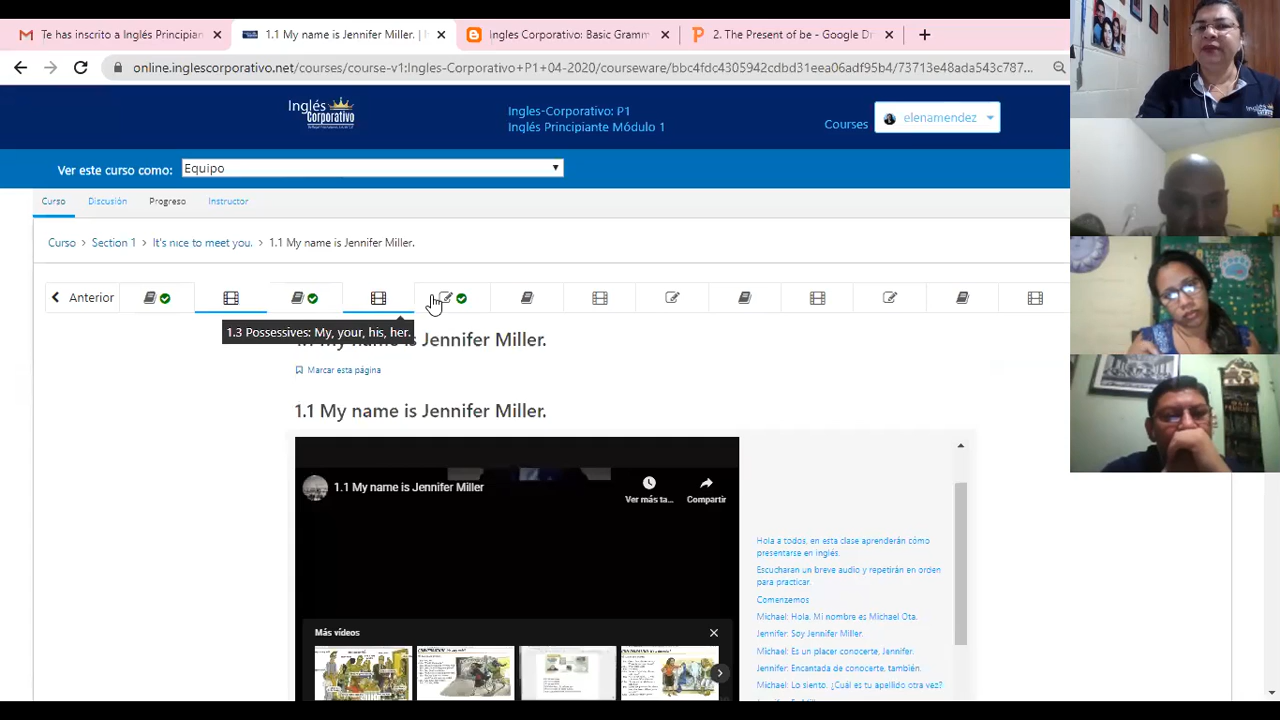 Te has inscrito a Inglés Principian
1.1 My name is Jennifer Miller. | H
Ingles Corporativo: Basic Gramm
2. The Present of be - Google Dr
online.inglescorporativo.net/courses/course-v1:Ingles-Corporativo+P1+04-2020/courseware/bbc4fdc4305942cdbd31eea06adf95b4/73713e48ada543c787...
Inglés
Corporativo
Ingles-Corporativo: P1
Inglés Principiante Módulo 1
Courses
elenamendez
Ver este curso como:
Equipo
Curso
Discusión
Progreso
Instructor
Curso > Section 1 > It's nice to meet you. > 1.1 My name is Jennifer Miller.
Anterior
1.3 Possessives: My, your, his, her.
1.1 My name is Jennifer Miller.
Marcar esta página
1.1 My name is Jennifer Miller.
1.1 My name is Jennifer Miller
Ver más ta...
Compartir
Más vídeos
Hola a todos, en esta clase aprenderán cómo
presentarse en inglés.
Escucharan un breve audio y repetirán en orden
para practicar.
Comenzemos
Michael: Hola. Mi nombre es Michael Ota.
Jennifer: Soy Jennifer Miller.
Michael: Es un placer conocerte, Jennifer.
Jennifer: Encantada de conocerte, también.
Michael: Lo siento. ¿Cuál es tu apellido otra vez?